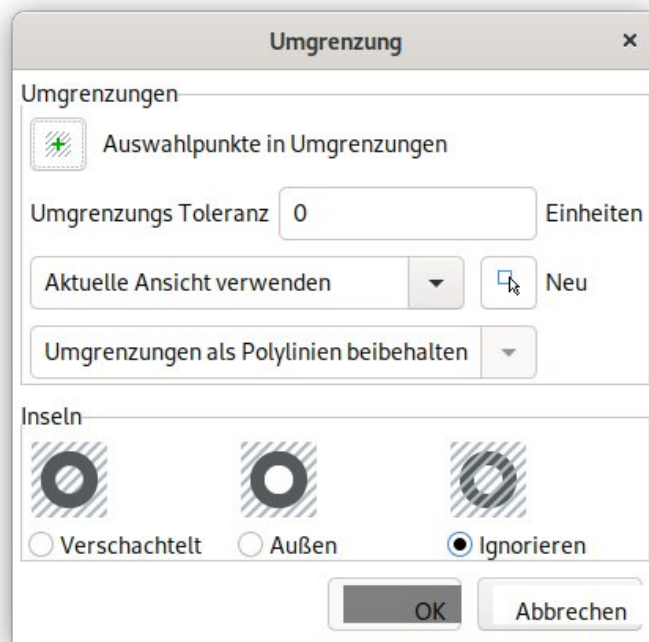 Umgrenzung
Umgrenzungen
Auswahlpunkte in Umgrenzungen
Umgrenzungs Toleranz 0 Einheiten
Aktuelle Ansicht verwenden Neu
Umgrenzungen als Polylinien beibehalten
Inseln
Verschachtelt Außen Ignorieren
OK Abbrechen